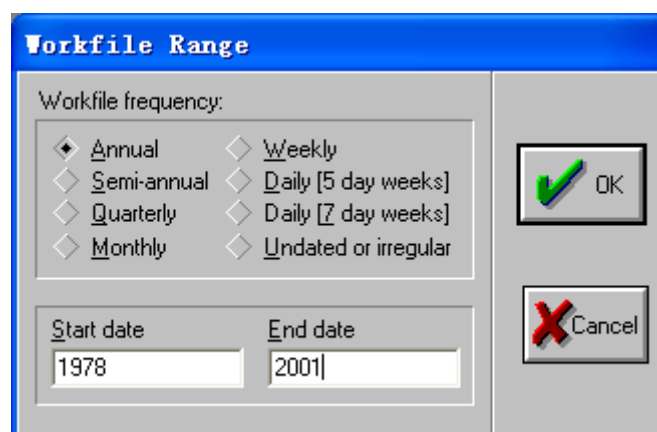 Workfile Range
Workfile frequency:
Annual
Semi-annual
Quarterly
Monthly
Weekly
Daily [5 day weeks]
Daily [7 day weeks]
Undated or irregular
Start date
1978
End date
2001
OK
Cancel